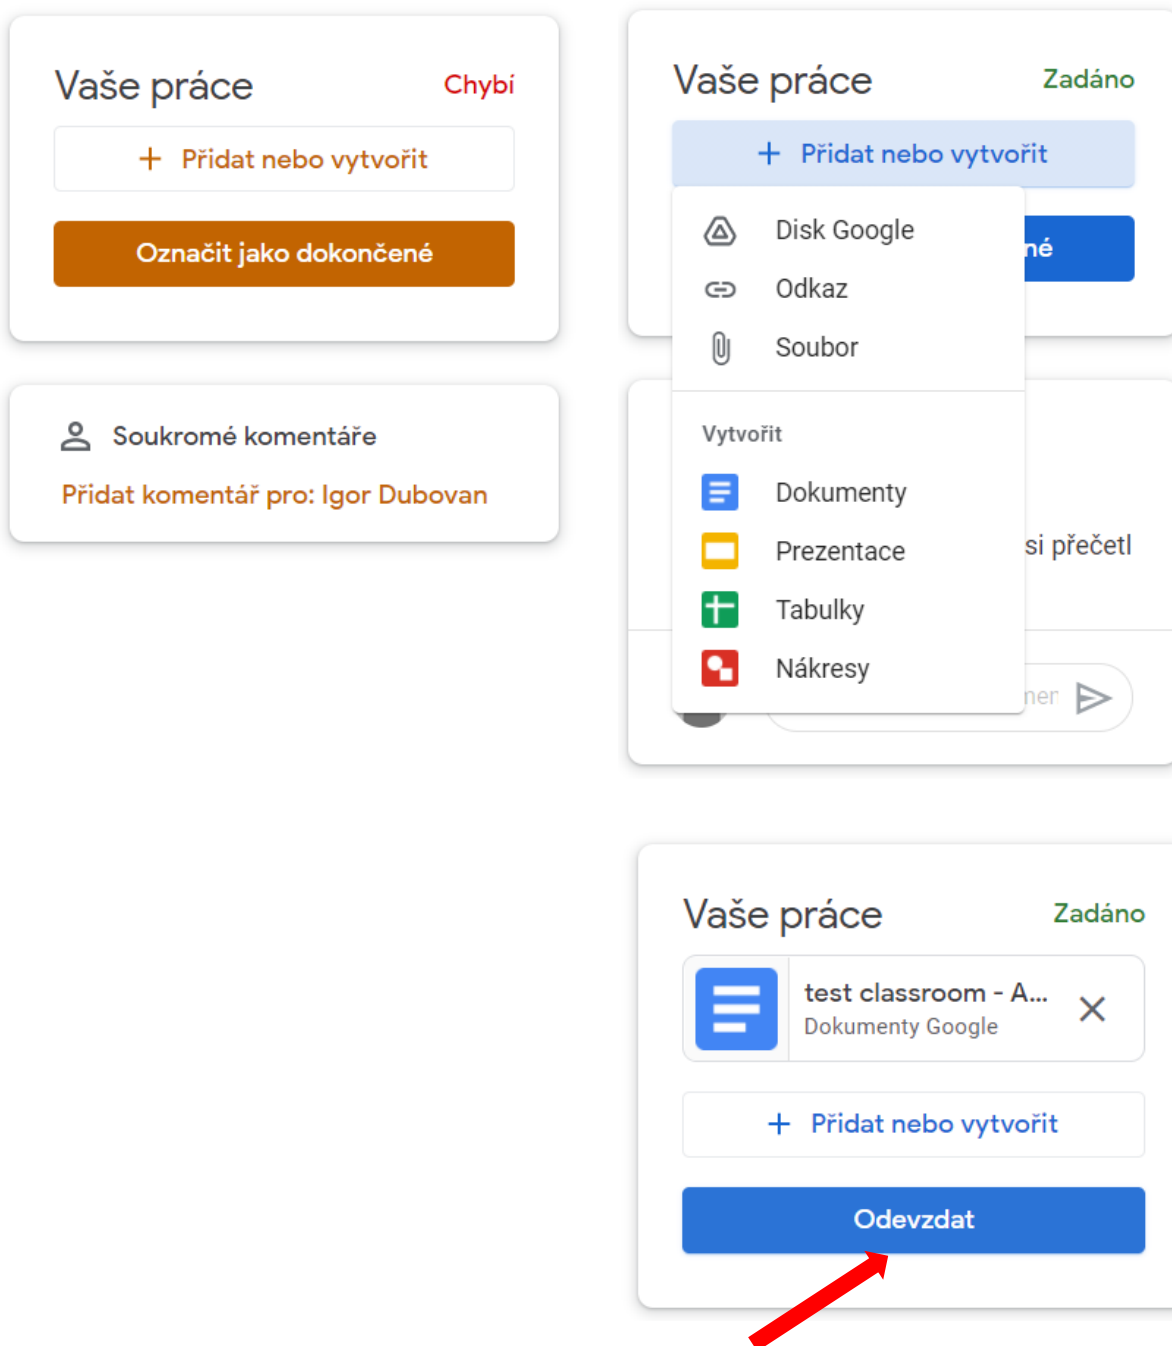 Vaše práce
Chybí
+ Přidat nebo vytvořit
Označit jako dokončené
Soukromé komentáře
Přidat komentář pro: Igor Dubovan
Vaše práce
Zadáno
+ Přidat nebo vytvořit
Disk Google
né
Odkaz
Soubor
Vytvořit
Dokumenty
Prezentace
si přečetl
Tabulky
Nákresy
Vaše práce
Zadáno
test classroom - A...
Dokumenty Google
+ Přidat nebo vytvořit
Odevzdat